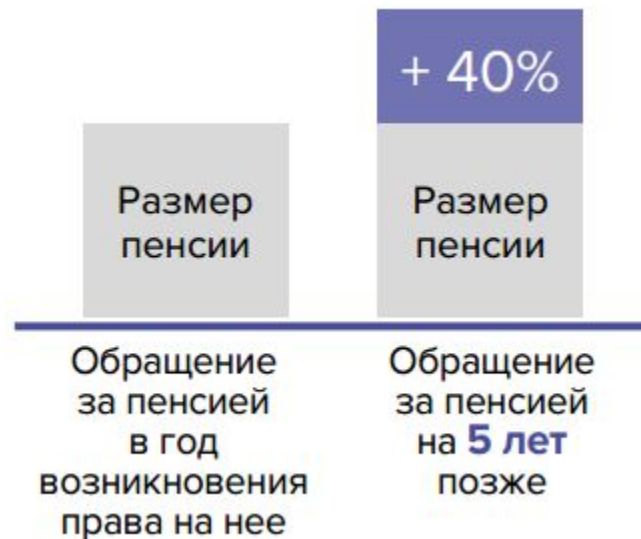 + 40%
Размер
пенсии
Размер
пенсии
Обращение
за пенсией
в год
возникновения
права на нее
Обращение
за пенсией
на 5 лет
позже